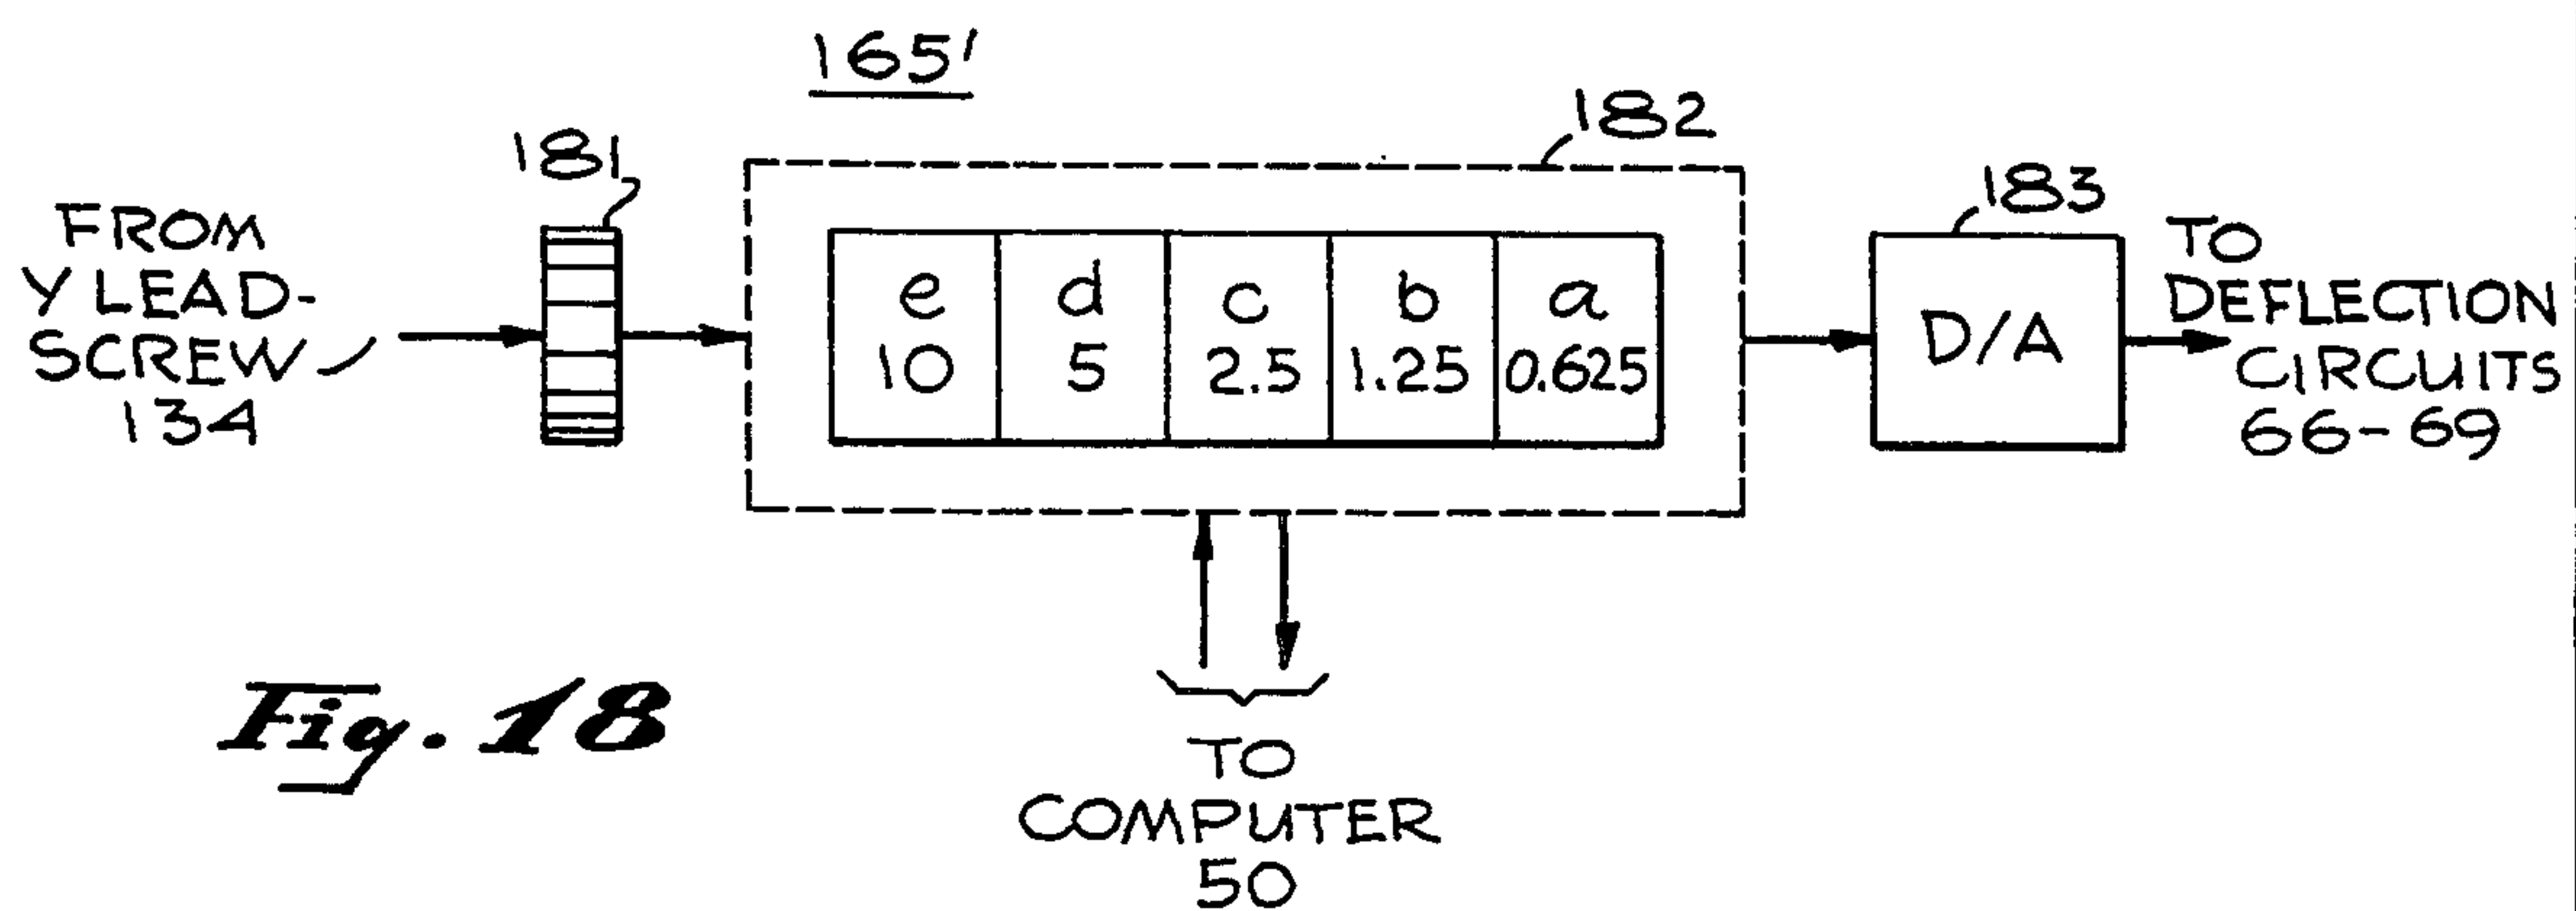 165'
182
181
183
FROM
Y LEAD-
SCREW
134
e d c b a
10 5 2.5 1.25 0.625
D/A
TO
DEFLECTION
CIRCUITS
66-69
Fig. 18
TO
COMPUTER
50